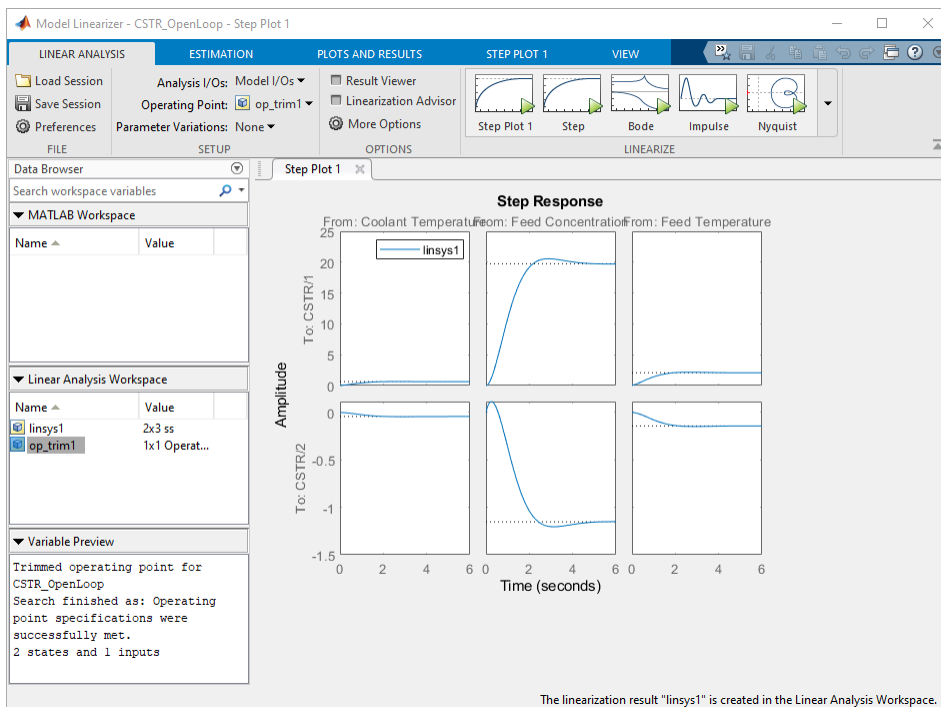 Model Linearizer - CSTR_OpenLoop - Step Plot 1
LINEAR ANALYSIS ESTIMATION PLOTS AND RESULTS STEP PLOT 1 VIEW
Load Session
Save Session
Preferences
FILE
Analysis I/Os: Model I/Os
Operating Point: op_trim1
Parameter Variations: None
SETUP
Result Viewer
Linearization Advisor
More Options
OPTIONS
Step Plot 1 Step Bode Impulse Nyquist
LINEARIZE
Data Browser
Search workspace variables
MATLAB Workspace
Name Value
Linear Analysis Workspace
Name Value
linsys1 2x3 ss
op_trim1 1x1 Operat...
Variable Preview
Trimmed operating point for
CSTR_OpenLoop
Search finished as: Operating
point specifications were
successfully met.
2 states and 1 inputs
Step Plot 1
Step Response
From: Coolant Temperature From: Feed Concentration From: Feed Temperature
linsys1
25
20
15
10
5
0
To: CSTR/1
Amplitude
0
-0.5
-1
-1.5
To: CSTR/2
0 2 4 6 0 2 4 6 0 2 4 6
Time (seconds)
The linearization result "linsys1" is created in the Linear Analysis Workspace.